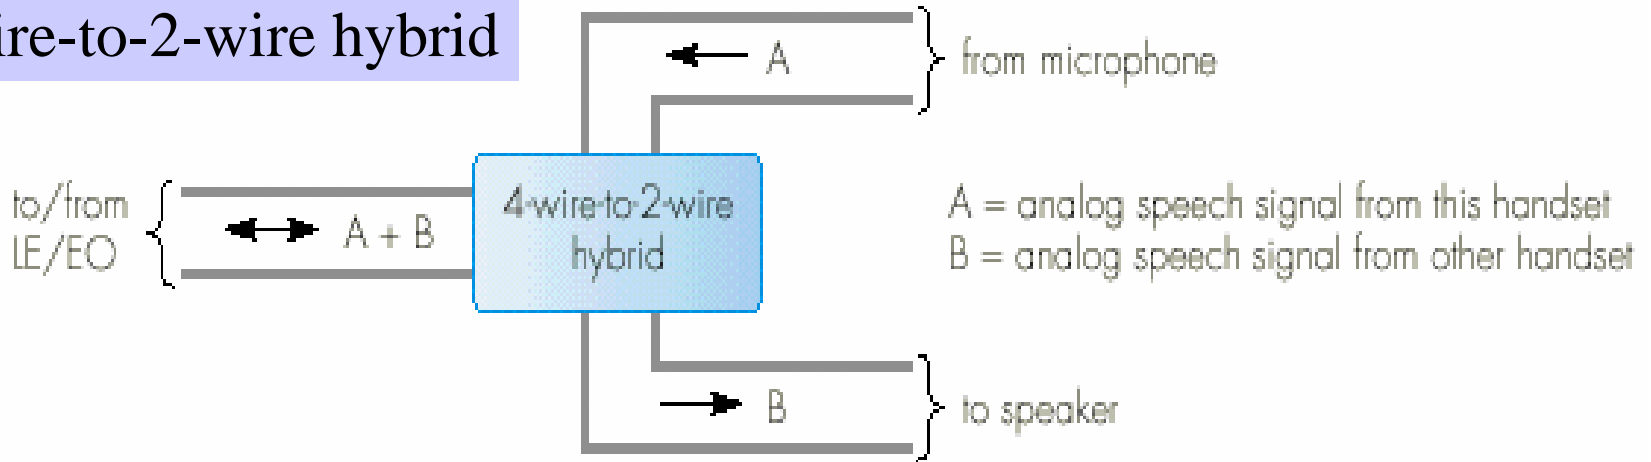 ire-to-2-wire hybrid
A
from microphone
to/from
LE/EO
A + B
4-wire-to-2-wire
hybrid
A = analog speech signal from this handset
B = analog speech signal from other handset
B
to speaker